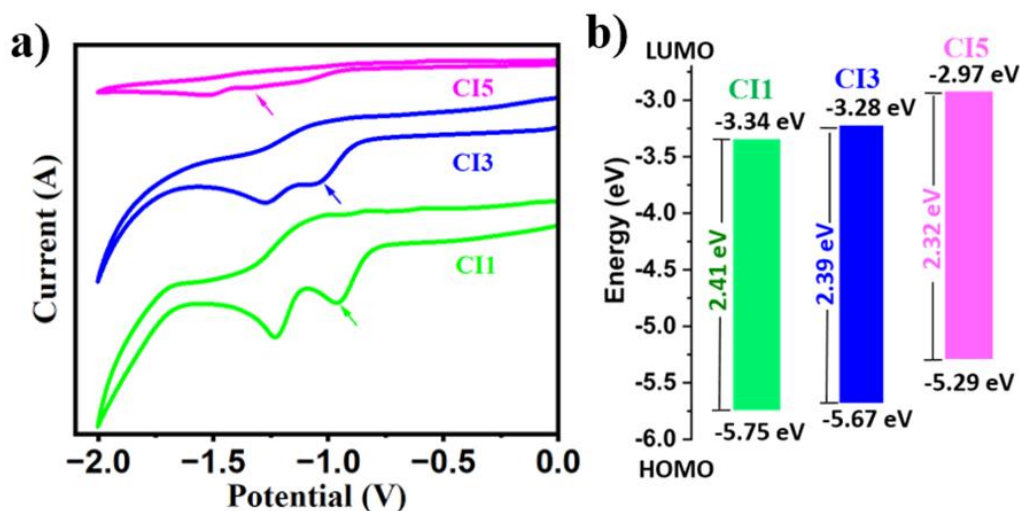 a)
CI5
CI3
CI1
Current (A)
−2.0 −1.5 −1.0 −0.5 0.0
Potential (V)
b)
LUMO
CI5
CI1 CI3 -2.97 eV
-3.34 eV -3.28 eV
-3.0
-3.5
-4.0
-4.5
-5.0
-5.5
-6.0
Energy (eV)
2.41 eV
2.39 eV
2.32 eV
-5.75 eV
-5.67 eV
-5.29 eV
HOMO